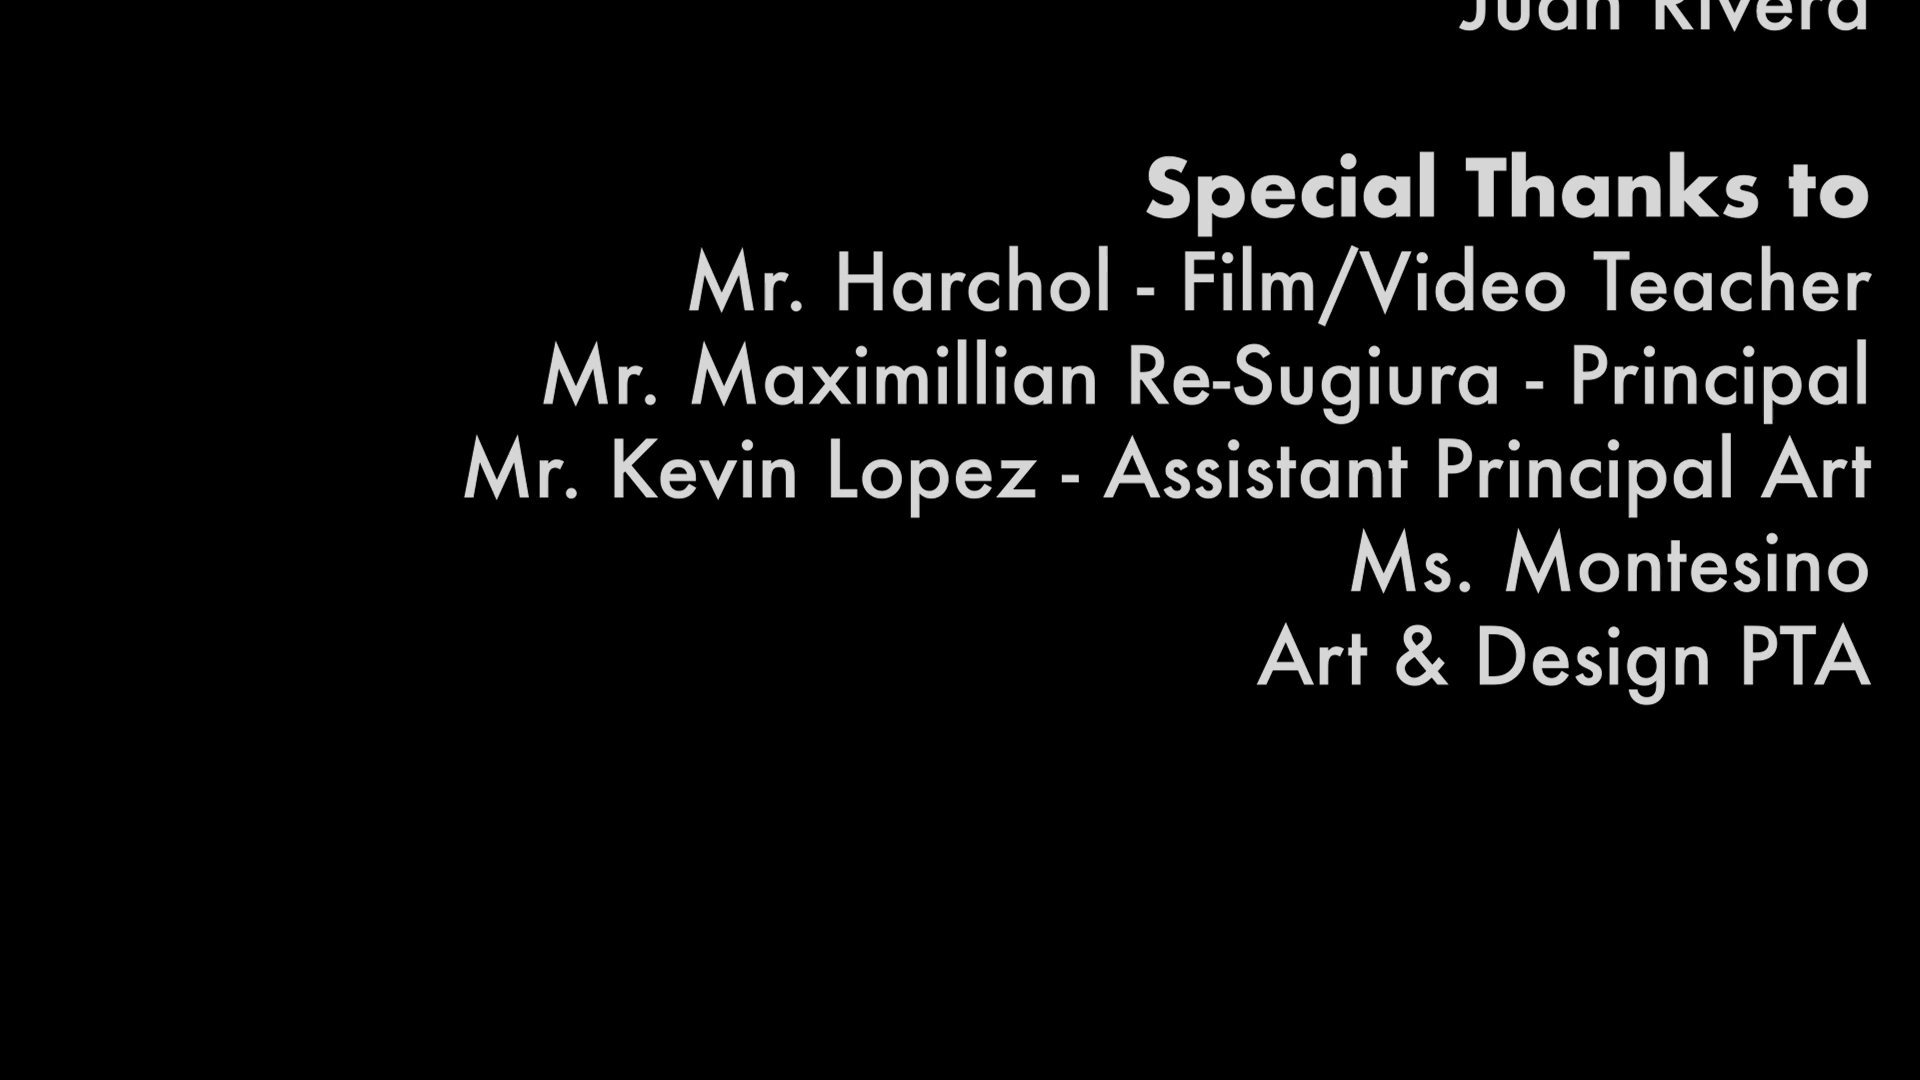 Juan Rivera
Special Thanks to
Mr. Harchol - Film/Video Teacher
Mr. Maximillian Re-Sugiura - Principal
Mr. Kevin Lopez - Assistant Principal Art
Ms. Montesino
Art & Design PTA